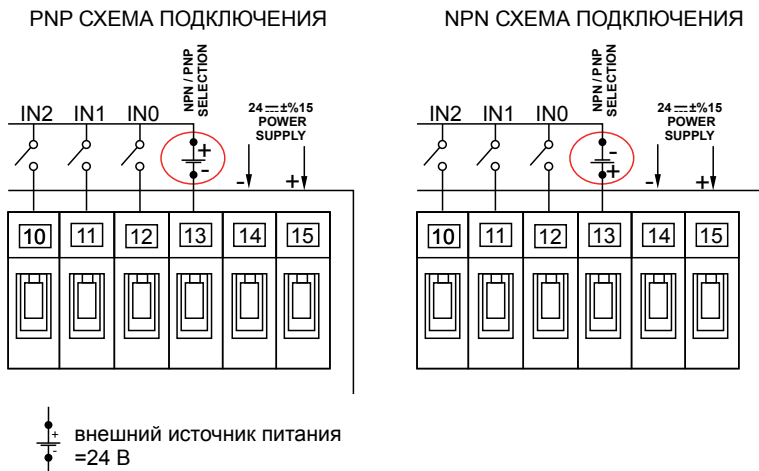 PNP СХЕМА ПОДКЛЮЧЕНИЯ
NPN / PNP
SELECTION
24 ⎓ ±%15
POWER
SUPPLY
IN2 IN1 IN0
+
-
- +
10 11 12 13 14 15
NPN СХЕМА ПОДКЛЮЧЕНИЯ
NPN / PNP
SELECTION
24 ⎓ ±%15
POWER
SUPPLY
IN2 IN1 IN0
-
+
- +
10 11 12 13 14 15
+
-
внешний источник питания
=24 В